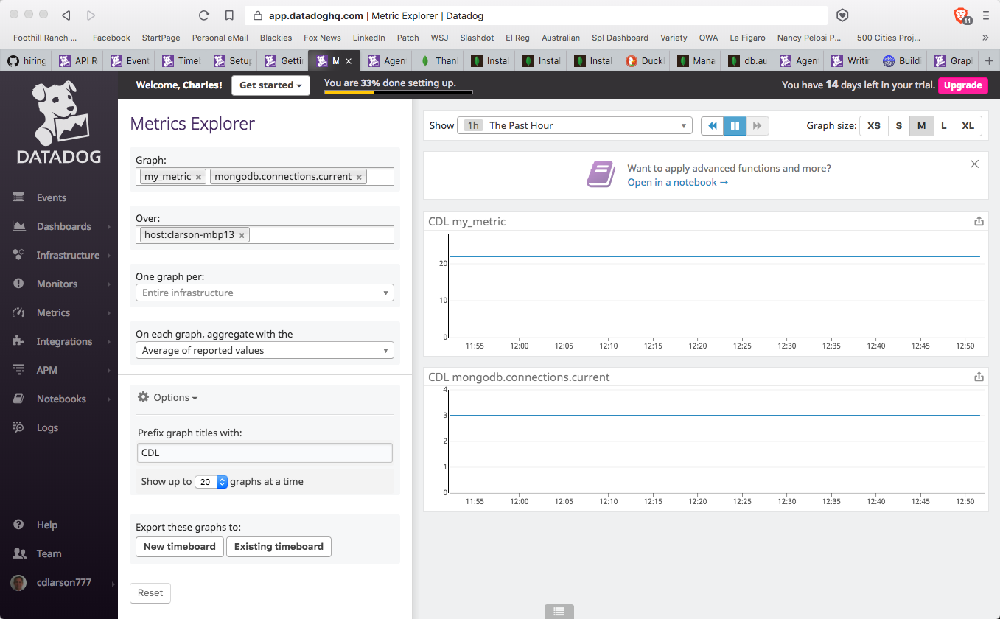 app.datadoghq.com | Metric Explorer | Datadog
11
Foothill Ranch ... Facebook StartPage Personal eMail Blackies Fox News LinkedIn Patch WSJ Slashdot El Reg Australian Spl Dashboard Variety OWA Le Figaro Nancy Pelosi P... 500 Cities Proj... »
hiring API R Event Time Setup Getti M × Agen Than Instal Instal Instal Duck Mana db.au Agen Writin Build Grap +
DATADOG
Welcome, Charles!
Get started
You are 33% done setting up.
You have 14 days left in your trial.
Upgrade
Events
Dashboards
Infrastructure
Monitors
Metrics
Integrations
APM
Notebooks
Logs
Help
Team
cdlarson777
Metrics Explorer
Graph:
my_metric × mongodb.connections.current ×
Over:
host:clarson-mbp13 ×
One graph per:
Entire infrastructure
On each graph, aggregate with the
Average of reported values
Options
Prefix graph titles with:
CDL
Show up to 20 graphs at a time
Export these graphs to:
New timeboard Existing timeboard
Reset
Show 1h The Past Hour
Graph size: XS S M L XL
Want to apply advanced functions and more?
Open in a notebook →
CDL my_metric
20
10
0
11:55 12:00 12:05 12:10 12:15 12:20 12:25 12:30 12:35 12:40 12:45 12:50
CDL mongodb.connections.current
4
3
2
1
0
11:55 12:00 12:05 12:10 12:15 12:20 12:25 12:30 12:35 12:40 12:45 12:50